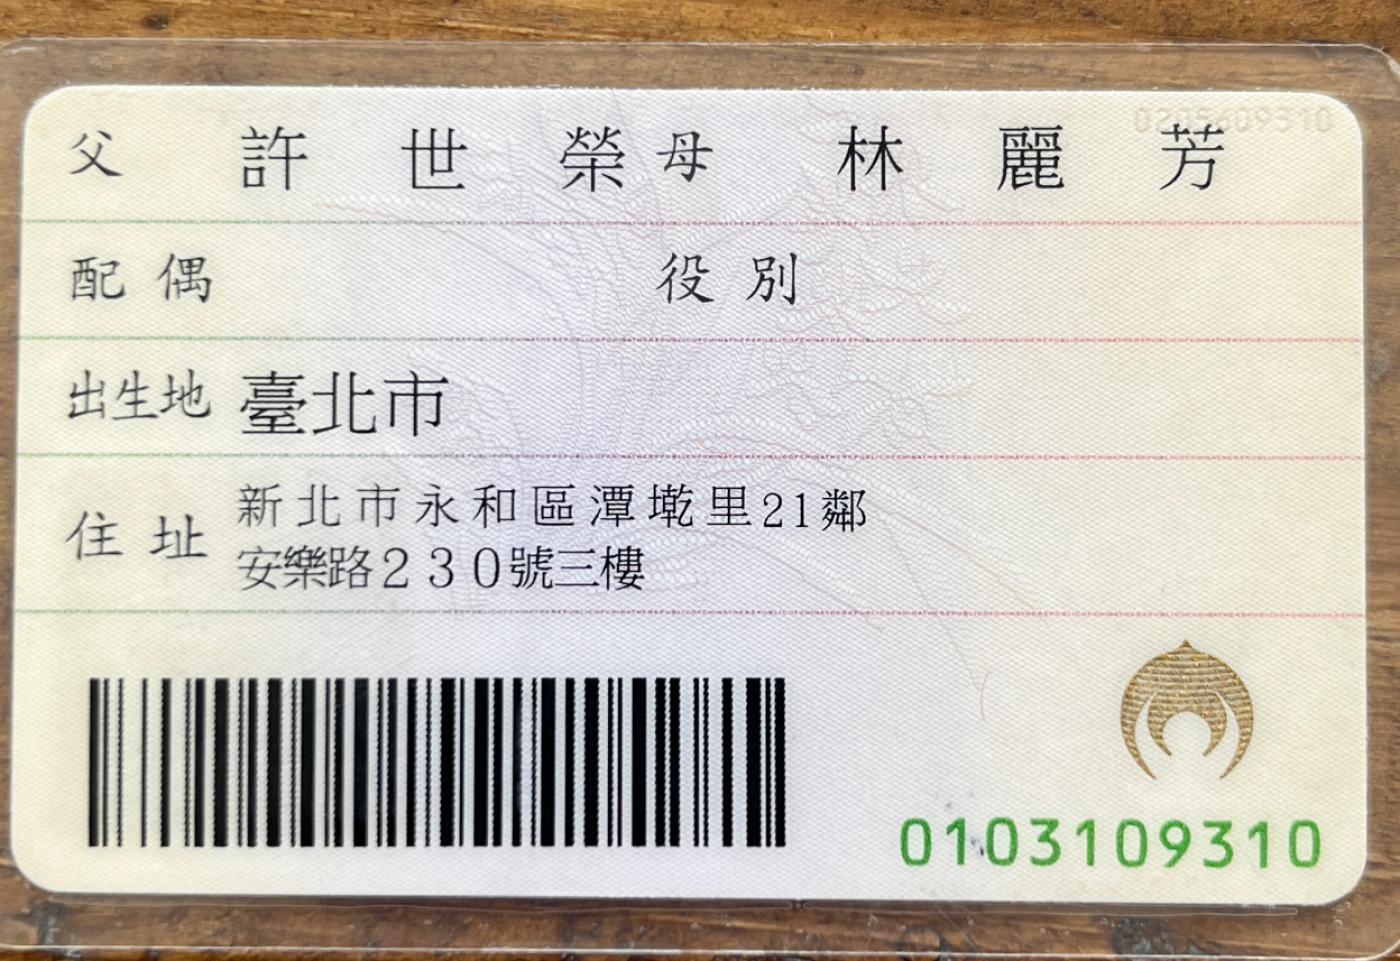 父 許世榮 母 林麗芳
配偶 役別
出生地 臺北市
住址 新北市永和區潭墘里21鄰
安樂路230號三樓
0103109310